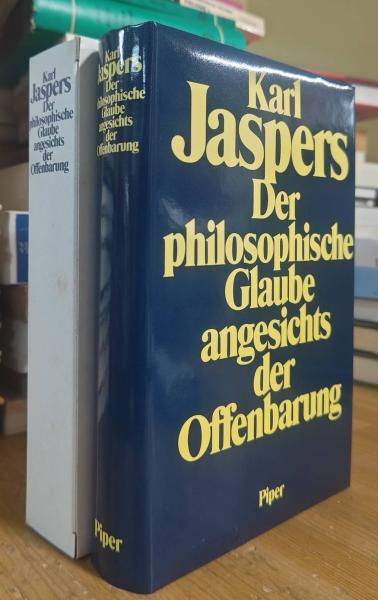 Karl
Jaspers
Der
philosophische
Glaube
angesichts
der
Offenbarung
Karl
Jaspers
Der
philosophische
Glaube
angesichts
der
Offenbarung
Piper
Karl
Jaspers
Der
philosophische
Glaube
angesichts
der
Offenbarung
Piper